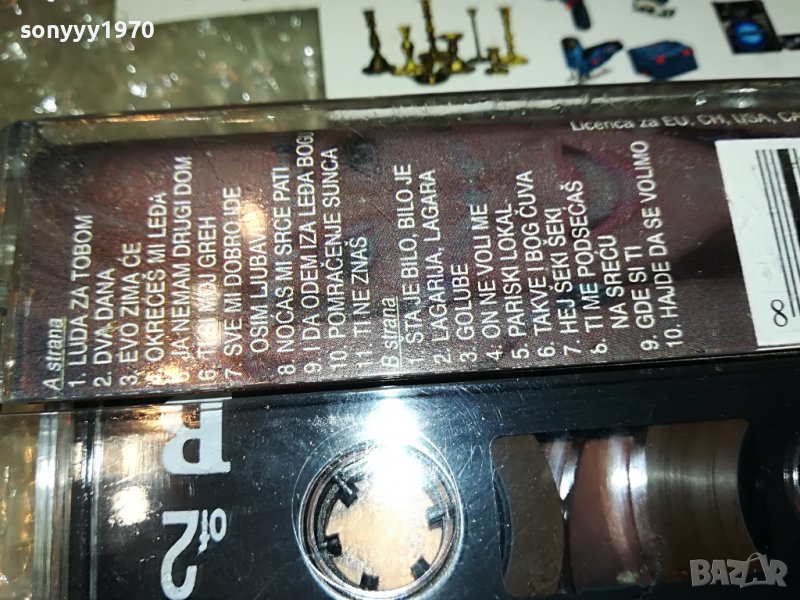 sonyyy1970
Licenca za EU, CH, USA, CA
A strana
1. LUDA ZA TOBOM
2. DVA DANA
3. EVO ZIMA ĆE
OKREĆEŠ MI LEĐA
JA NEMAM DRUGI DOM
6. TI SI MOJ GREH
7 SVE MI DOBRO IDE
OSIM LJUBAVI
8 NOĆAS MI SRCE PATI
9. I DA ODEM IZA LEĐA BOGU
10. POMRAČENJE SUNCA
11. TI NE ZNAŠ
B strana
1. ŠTA JE BILO, BILO JE
2. LAGARIJA, LAGARA
3. GOLUBE
4. ON NE VOLI ME
5. PARISKI LOKAL
6. TAKVE I BOG ČUVA
7. HEJ ŠEKI ŠEKI
8. TI ME PODSEĆAŠ
NA SREĆU
9. GDE SI TI
10. HAJDE DA SE VOLIMO
8
of 2
BAZAR